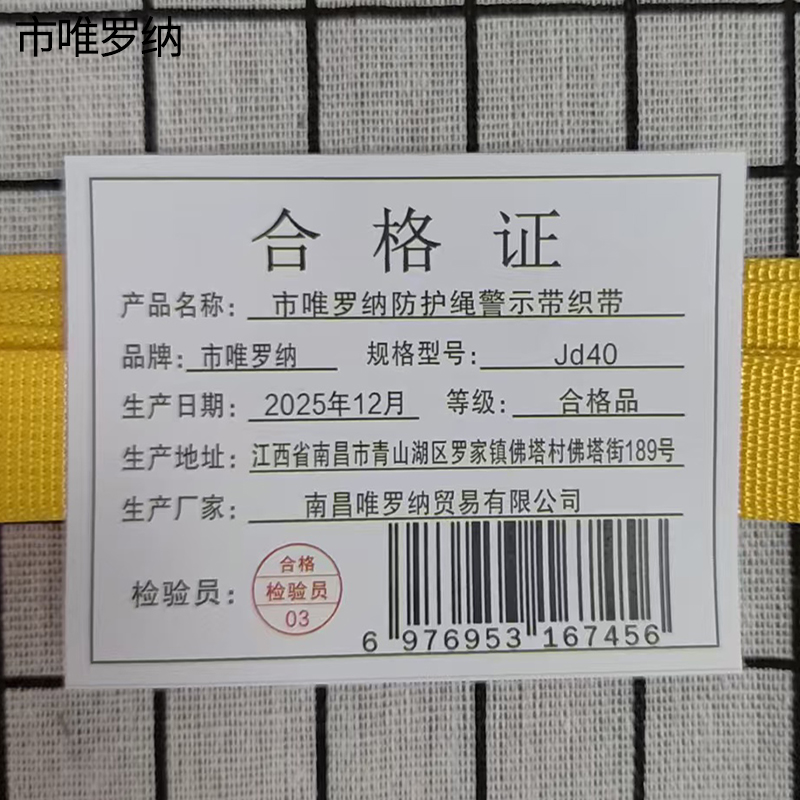 市唯罗纳
合格证
产品名称：市唯罗纳防护绳警示带织带
品牌：市唯罗纳 规格型号：Jd40
生产日期：2025年12月 等级：合格品
生产地址：江西省南昌市青山湖区罗家镇佛塔村佛塔街189号
生产厂家：南昌唯罗纳贸易有限公司
检验员：
合格
检验员
03
6 976953 167456